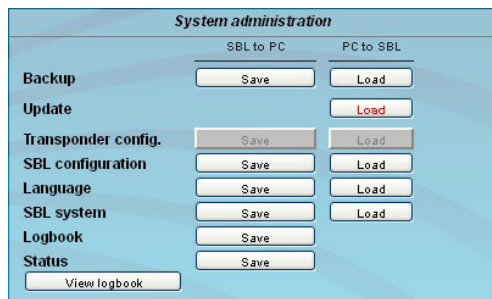 System administration
SBL to PC PC to SBL
Backup Save Load
Update Load
Transponder config. Save Load
SBL configuration Save Load
Language Save Load
SBL system Save Load
Logbook Save
Status Save
View logbook